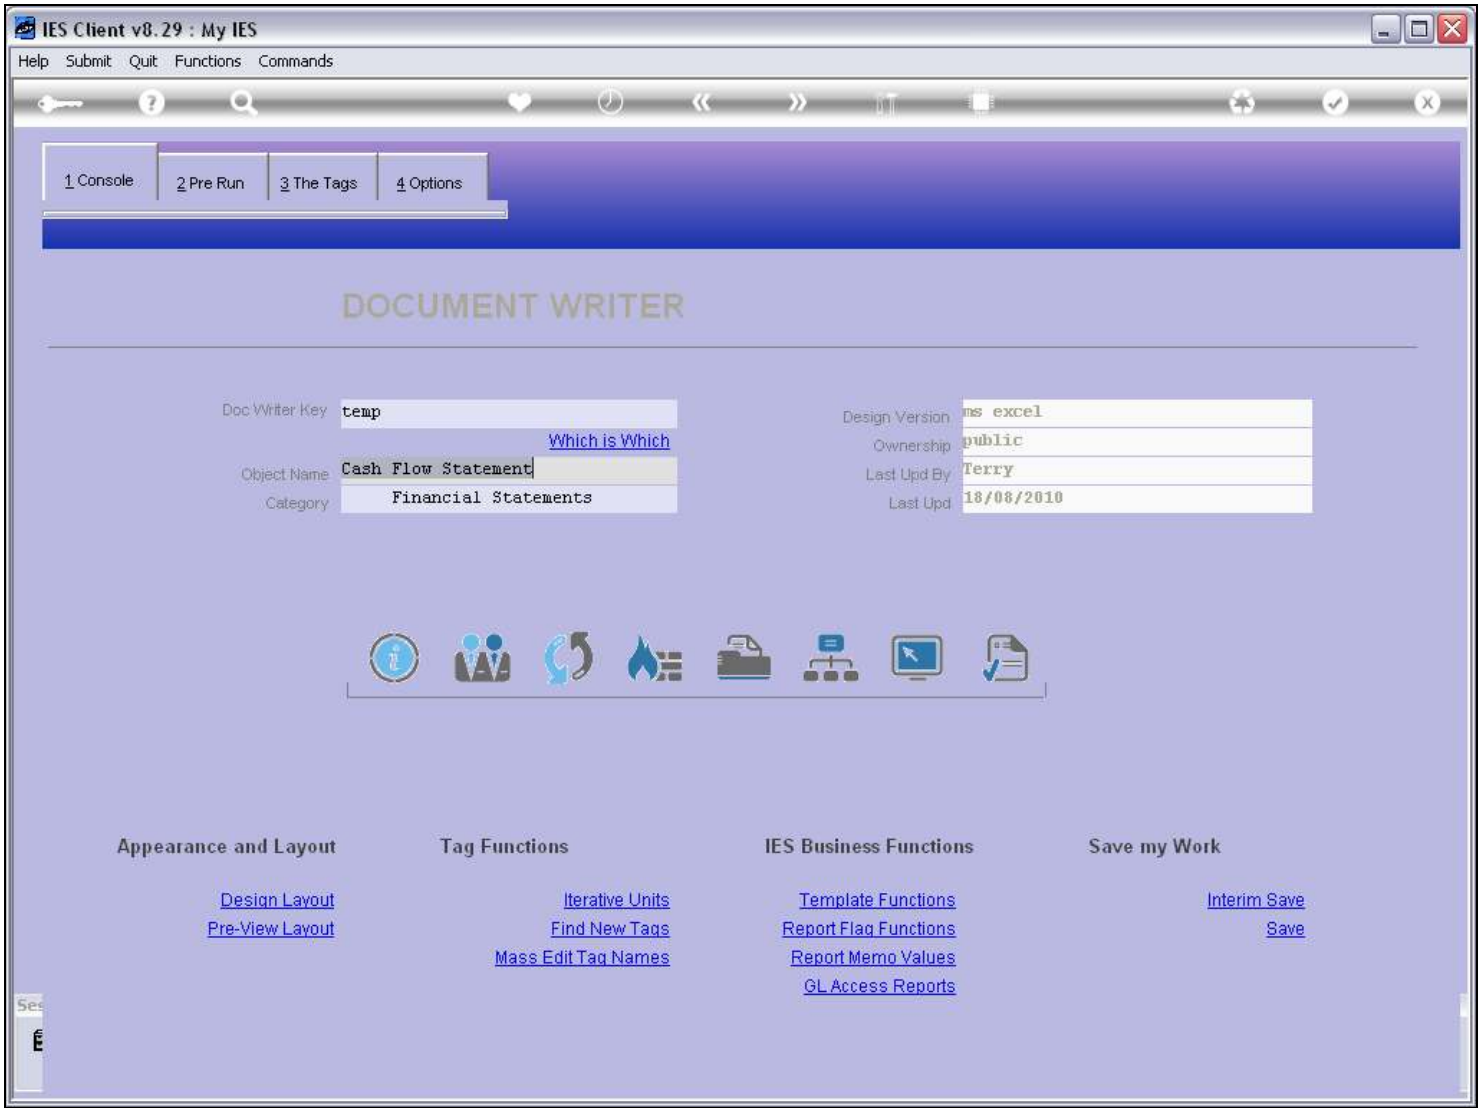 IES Client v8.29 : My IES
Help Submit Quit Functions Commands
1 Console 2 Pre Run 3 The Tags 4 Options
DOCUMENT WRITER
Doc Writer Key temp
Which is Which
Object Name Cash Flow Statement
Category Financial Statements
Design Version ms excel
Ownership public
Last Upd By Terry
Last Upd 18/08/2010
Appearance and Layout
Design Layout
Pre-View Layout
Tag Functions
Iterative Units
Find New Tags
Mass Edit Tag Names
IES Business Functions
Template Functions
Report Flag Functions
Report Memo Values
GL Access Reports
Save my Work
Interim Save
Save